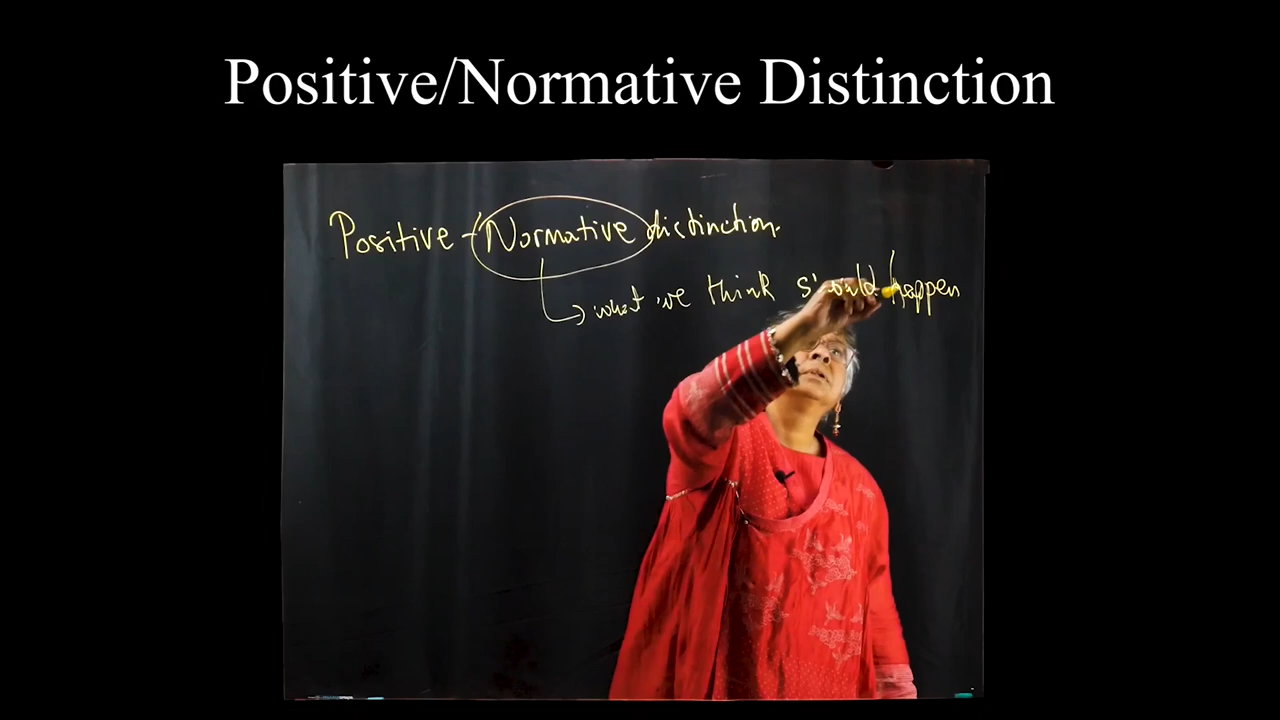 Positive/Normative Distinction
Positive - Normative distinction.
what we think should happen